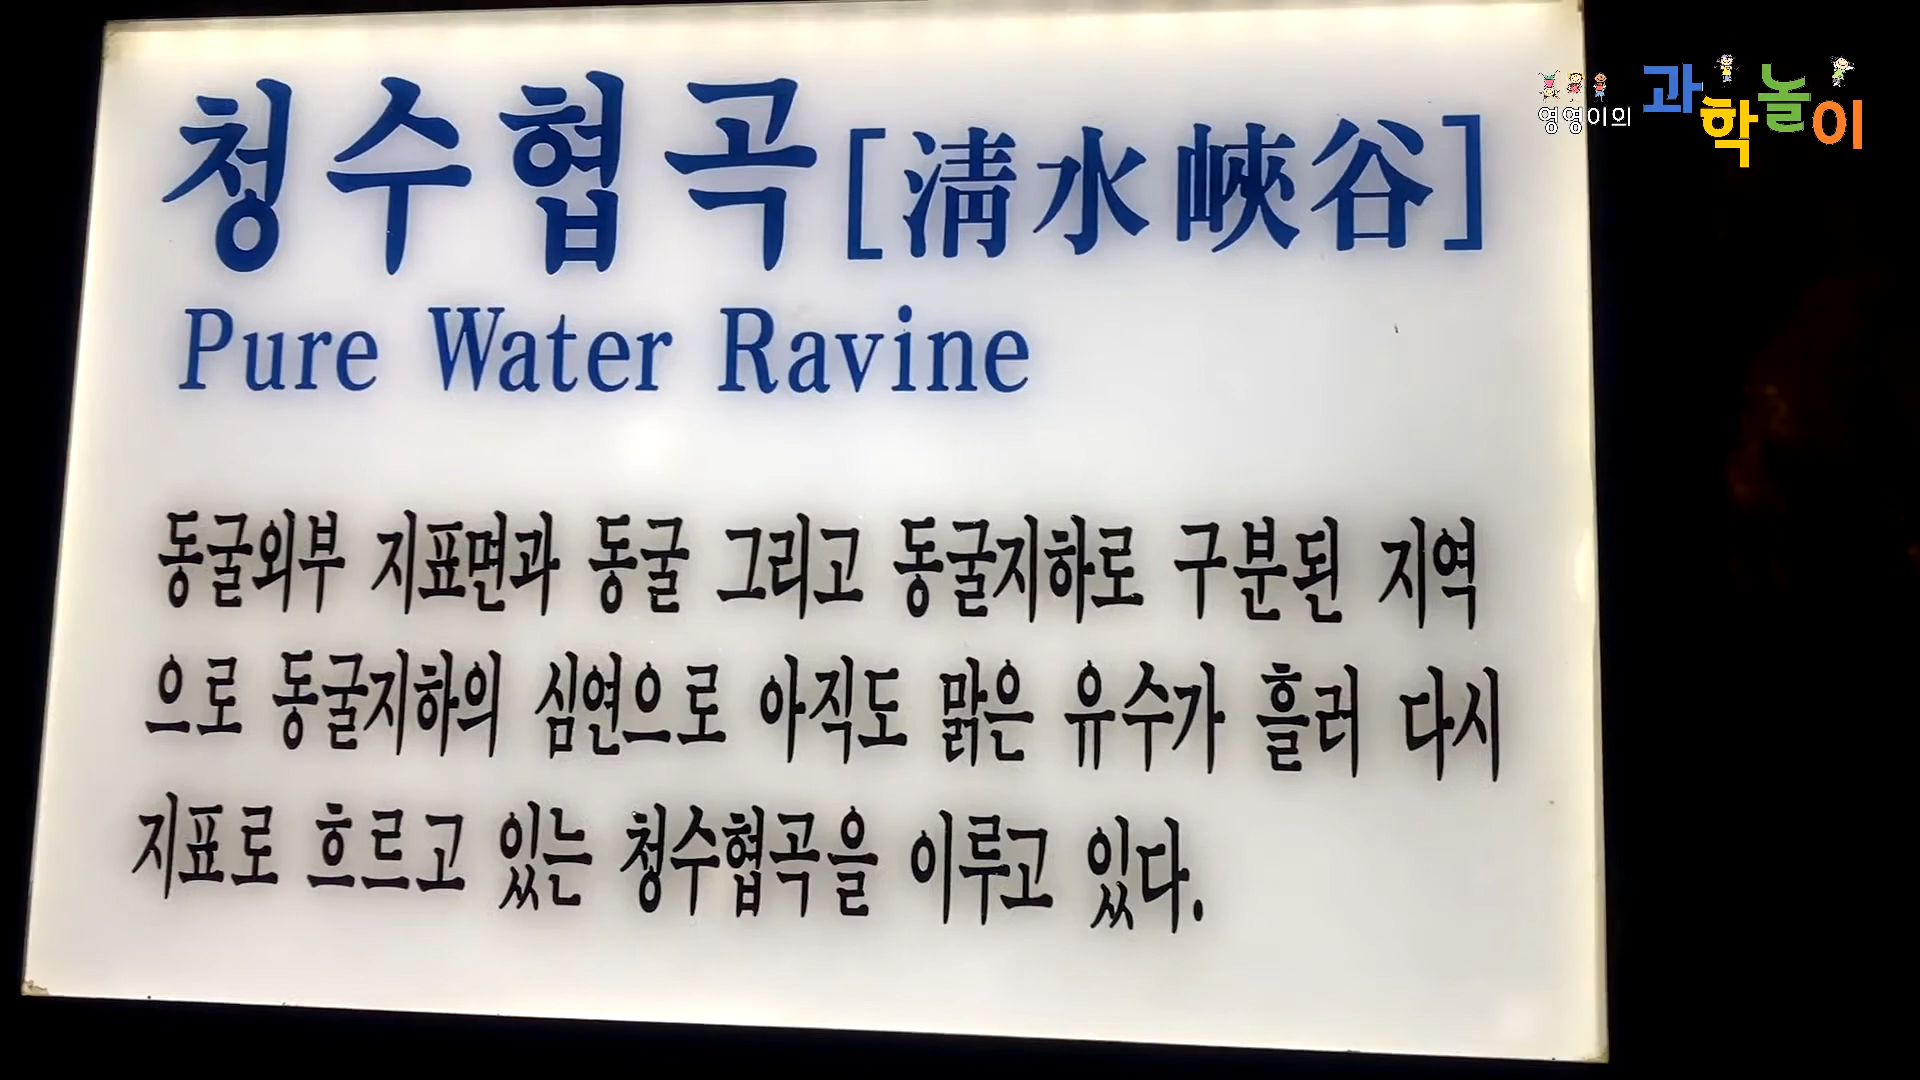 청수협곡[淸水峽谷]
Pure Water Ravine
동굴외부 지표면과 동굴 그리고 동굴지하로 구분된 지역
으로 동굴지하의 심연으로 아직도 맑은 유수가 흘러 다시
지표로 흐르고 있는 청수협곡을 이루고 있다.
영영이의 과학놀이